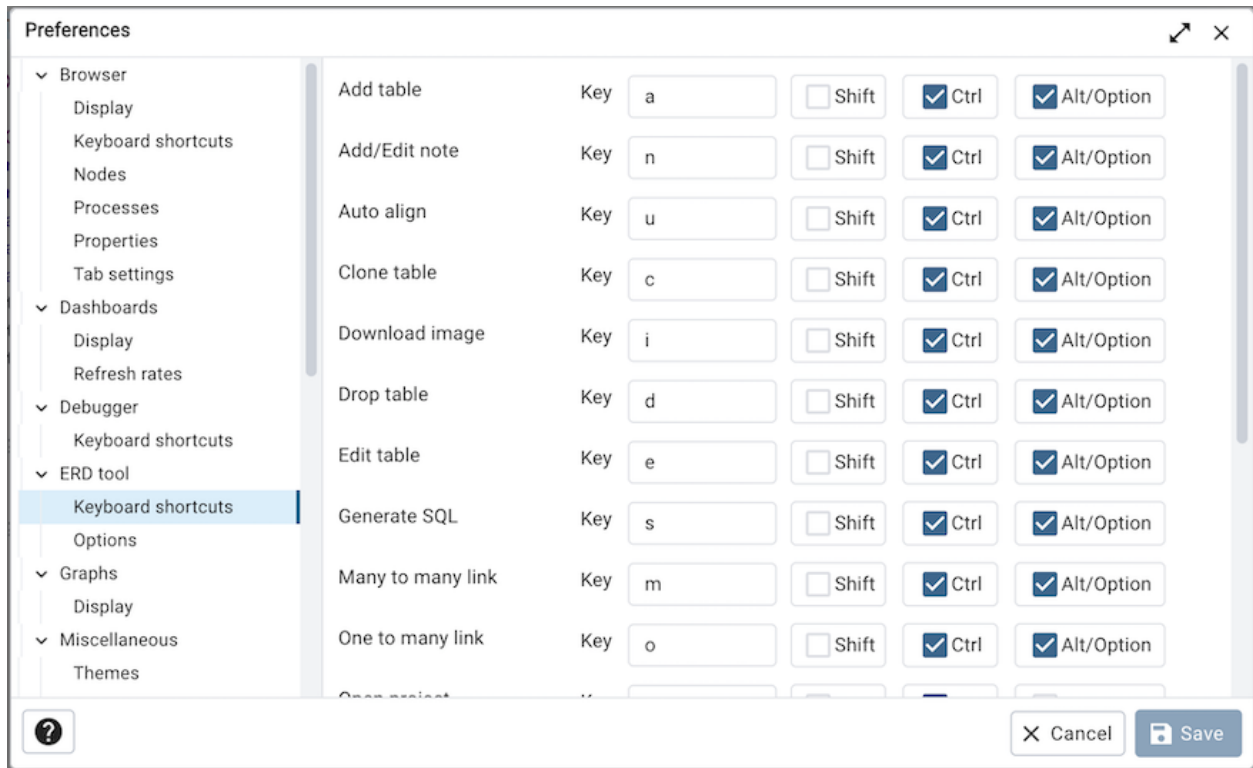 Preferences
Browser
Display
Keyboard shortcuts
Nodes
Processes
Properties
Tab settings
Dashboards
Display
Refresh rates
Debugger
Keyboard shortcuts
ERD tool
Keyboard shortcuts
Options
Graphs
Display
Miscellaneous
Themes
Add table Key a Shift Ctrl Alt/Option
Add/Edit note Key n Shift Ctrl Alt/Option
Auto align Key u Shift Ctrl Alt/Option
Clone table Key c Shift Ctrl Alt/Option
Download image Key i Shift Ctrl Alt/Option
Drop table Key d Shift Ctrl Alt/Option
Edit table Key e Shift Ctrl Alt/Option
Generate SQL Key s Shift Ctrl Alt/Option
Many to many link Key m Shift Ctrl Alt/Option
One to many link Key o Shift Ctrl Alt/Option
Open project
? Cancel Save